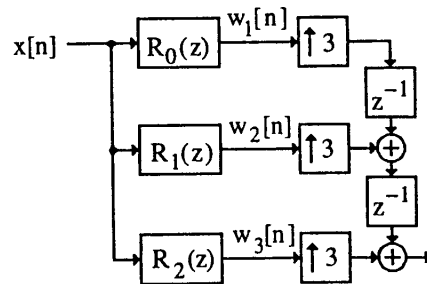 x[n] R₀(z) w₁[n] ↑3
z⁻¹
R₁(z) w₂[n] ↑3 +
z⁻¹
R₂(z) w₃[n] ↑3 +